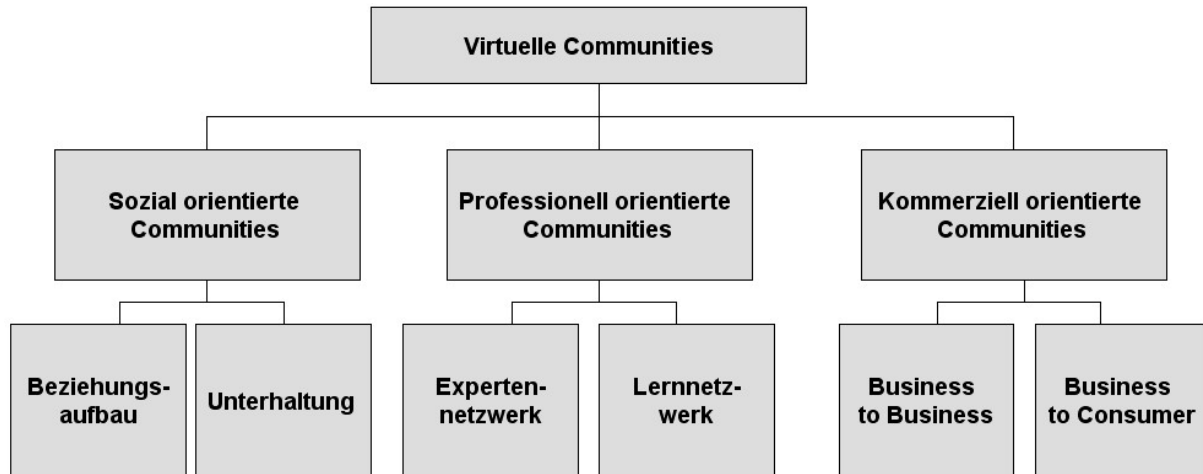 Virtuelle Communities
Sozial orientierte
Communities
Professionell orientierte
Communities
Kommerziell orientierte
Communities
Beziehungs-
aufbau
Unterhaltung
Experten-
netzwerk
Lernnetz-
werk
Business
to Business
Business
to Consumer